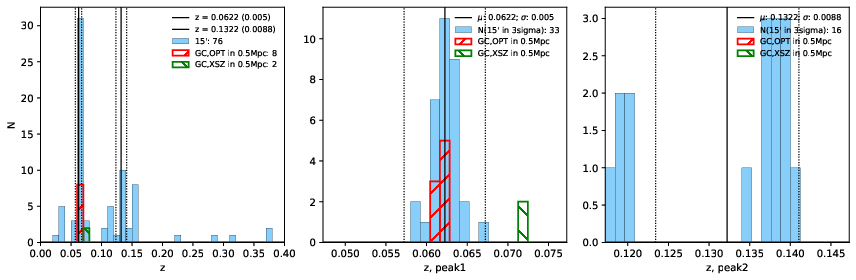 z = 0.0622 (0.005)
z = 0.1322 (0.0088)
15': 76
GC,OPT in 0.5Mpc: 8
GC,XSZ in 0.5Mpc: 2
N
30
25
20
15
10
5
0
0.00 0.05 0.10 0.15 0.20 0.25 0.30 0.35 0.40
z
μ: 0.0622; σ: 0.005
N(15' in 3sigma): 33
GC,OPT in 0.5Mpc
GC,XSZ in 0.5Mpc
10
8
6
4
2
0
0.050 0.055 0.060 0.065 0.070 0.075
z, peak1
μ: 0.1322; σ: 0.0088
N(15' in 3sigma): 16
GC,OPT in 0.5Mpc
GC,XSZ in 0.5Mpc
3.0
2.5
2.0
1.5
1.0
0.5
0.0
0.120 0.125 0.130 0.135 0.140 0.145
z, peak2